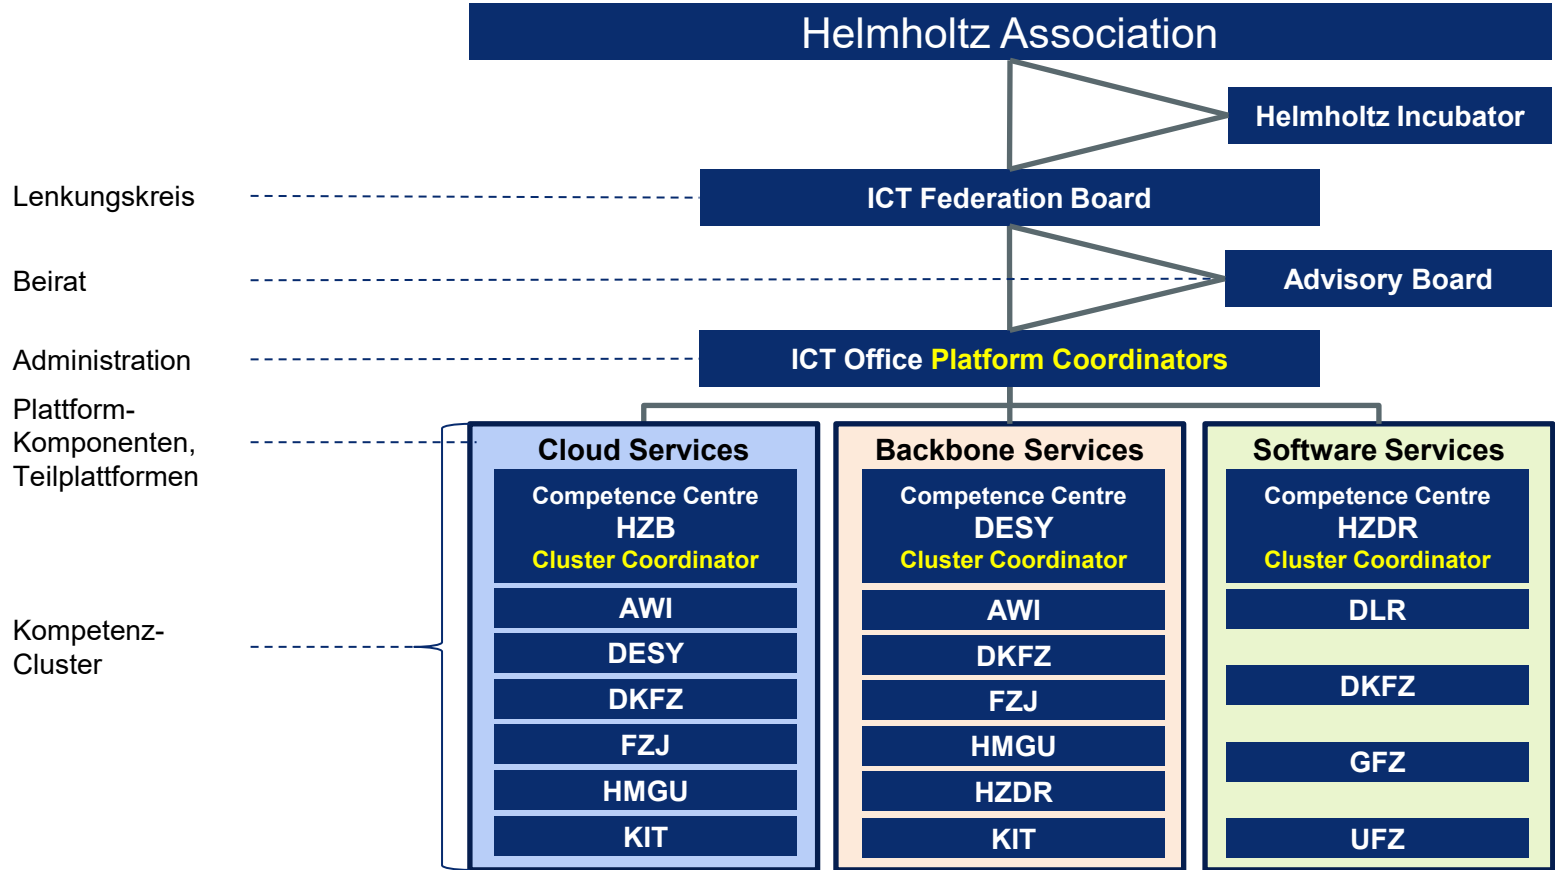 Helmholtz Association
Helmholtz Incubator
Lenkungskreis
ICT Federation Board
Beirat
Advisory Board
Administration
ICT Office Platform Coordinators
Plattform-
Komponenten,
Teilplattformen
Kompetenz-
Cluster
Cloud Services
Competence Centre
HZB
Cluster Coordinator
AWI
DESY
DKFZ
FZJ
HMGU
KIT
Backbone Services
Competence Centre
DESY
Cluster Coordinator
AWI
DKFZ
FZJ
HMGU
HZDR
KIT
Software Services
Competence Centre
HZDR
Cluster Coordinator
DLR
DKFZ
GFZ
UFZ